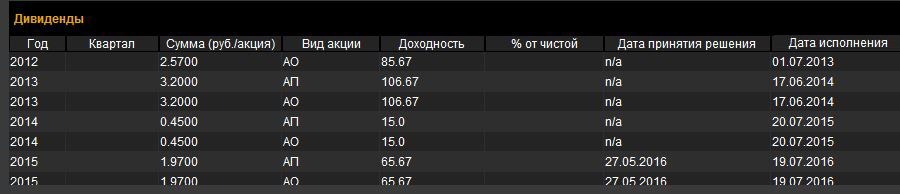 Дивиденды
Год Квартал Сумма (руб./акция) Вид акции Доходность % от чистой Дата принятия решения Дата исполнения
2012 2.5700 АО 85.67 n/a 01.07.2013
2013 3.2000 АП 106.67 n/a 17.06.2014
2013 3.2000 АО 106.67 n/a 17.06.2014
2014 0.4500 АП 15.0 n/a 20.07.2015
2014 0.4500 АО 15.0 n/a 20.07.2015
2015 1.9700 АП 65.67 27.05.2016 19.07.2016
2015 1.9700 АО 65.67 27.05.2016 19.07.2016